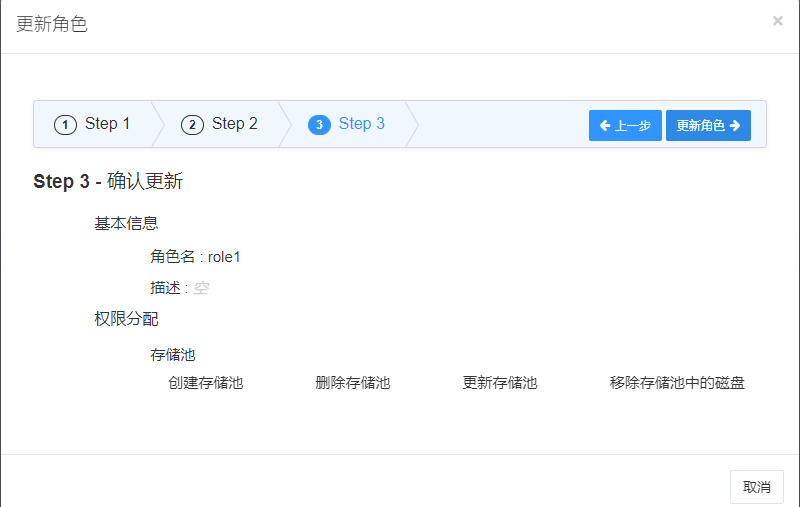 更新角色
×
1 Step 1 2 Step 2 3 Step 3 上一步 更新角色
Step 3 - 确认更新
基本信息
角色名 : role1
描述 : 空
权限分配
存储池
创建存储池 删除存储池 更新存储池 移除存储池中的磁盘
取消